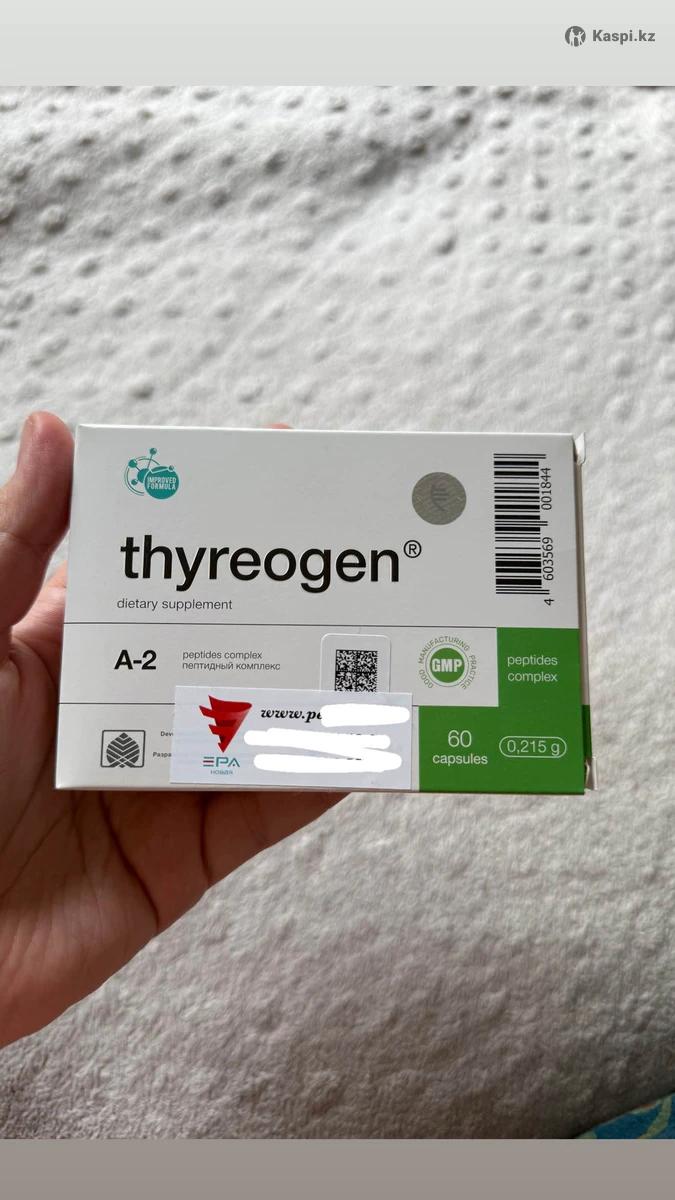 Kaspi.kz
IMPROVED
FORMULA
thyreogen®
dietary supplement
4 603569 001844
A-2
peptides complex
пептидный комплекс
GOOD MANUFACTURING PRACTICE
GMP
peptides
complex
www.pe
ЭРА
новая
60
capsules
0,215 g